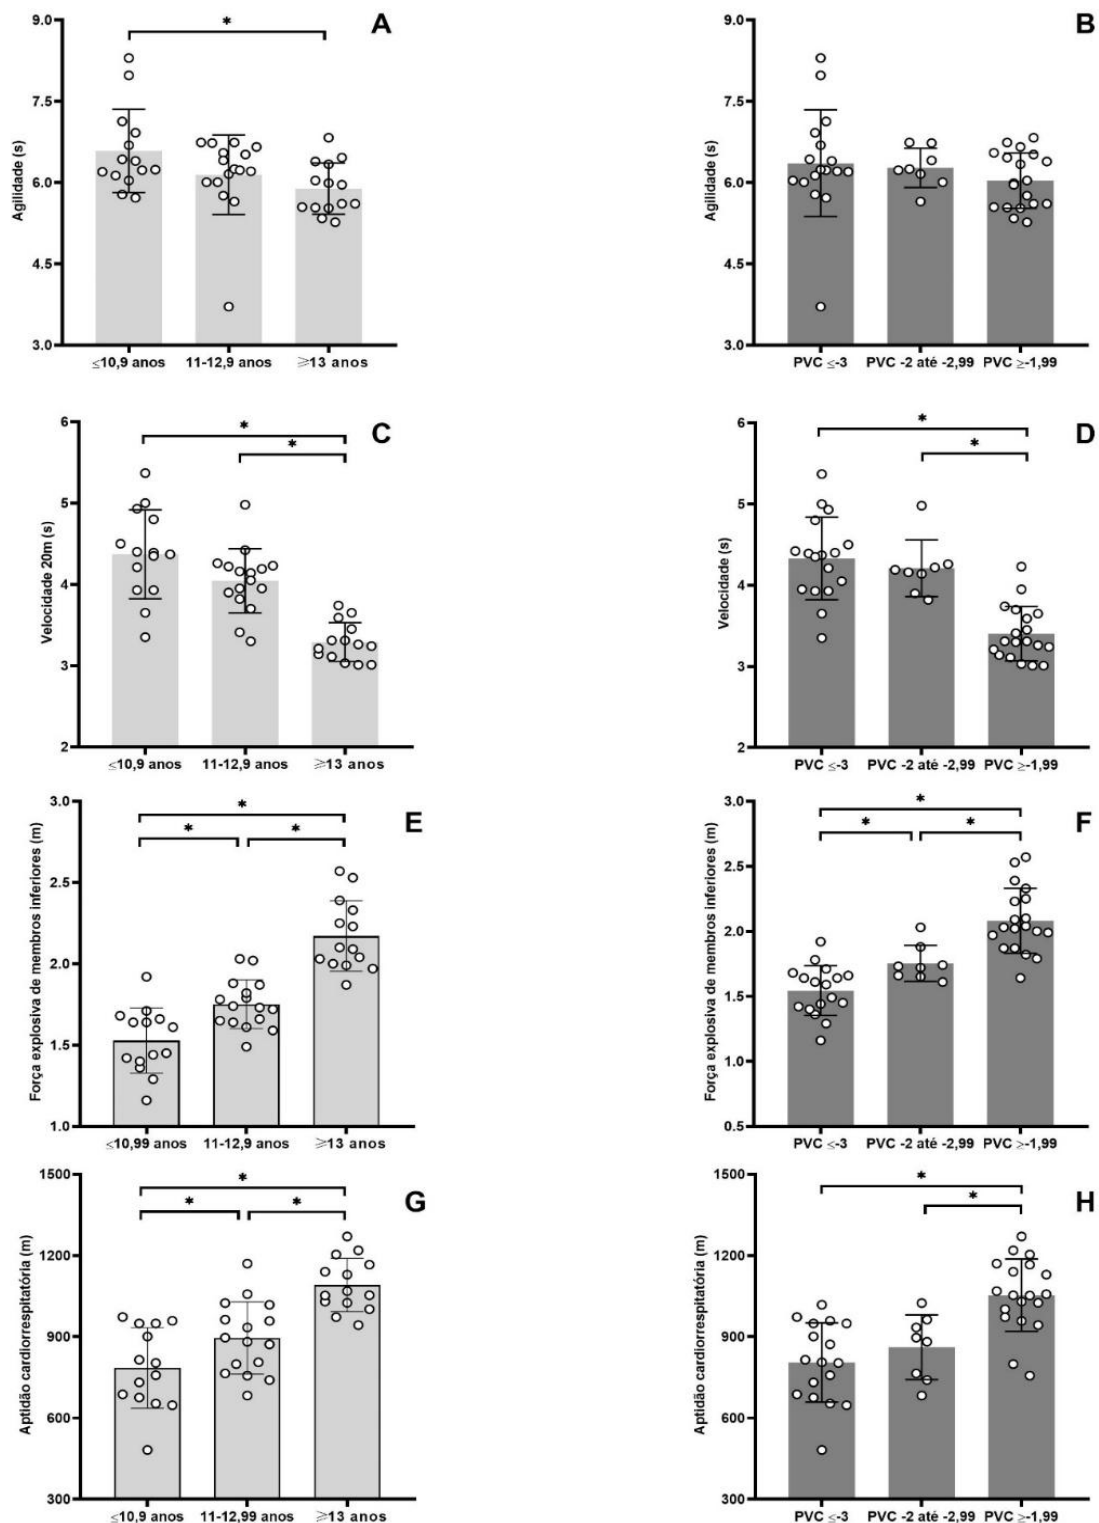 A
*
Agilidade (s)
9.0
7.5
6.0
4.5
3.0
≤10,9 anos 11-12,9 anos ≥13 anos
B
Agilidade (s)
9.0
7.5
6.0
4.5
3.0
PVC ≤-3 PVC -2 até -2,99 PVC ≥-1,99
C
*
*
Velocidade 20m (s)
6
5
4
3
2
≤10,9 anos 11-12,9 anos ≥13 anos
D
*
*
Velocidade (s)
6
5
4
3
2
PVC ≤-3 PVC -2 até -2,99 PVC ≥-1,99
E
*
* *
Força explosiva de membros inferiores (m)
3.0
2.5
2.0
1.5
1.0
≤10,99 anos 11-12,9 anos ≥13 anos
F
*
* *
Força explosiva de membros inferiores (m)
3.0
2.5
2.0
1.5
1.0
0.5
PVC ≤-3 PVC -2 até -2,99 PVC ≥-1,99
G
*
* *
Aptidão cardiorrespitatória (m)
1500
1200
900
600
300
≤10,9 anos 11-12,99 anos ≥13 anos
H
*
*
Aptidão cardiorrespitatória (m)
1500
1200
900
600
300
PVC ≤-3 PVC -2 até -2,99 PVC ≥-1,99